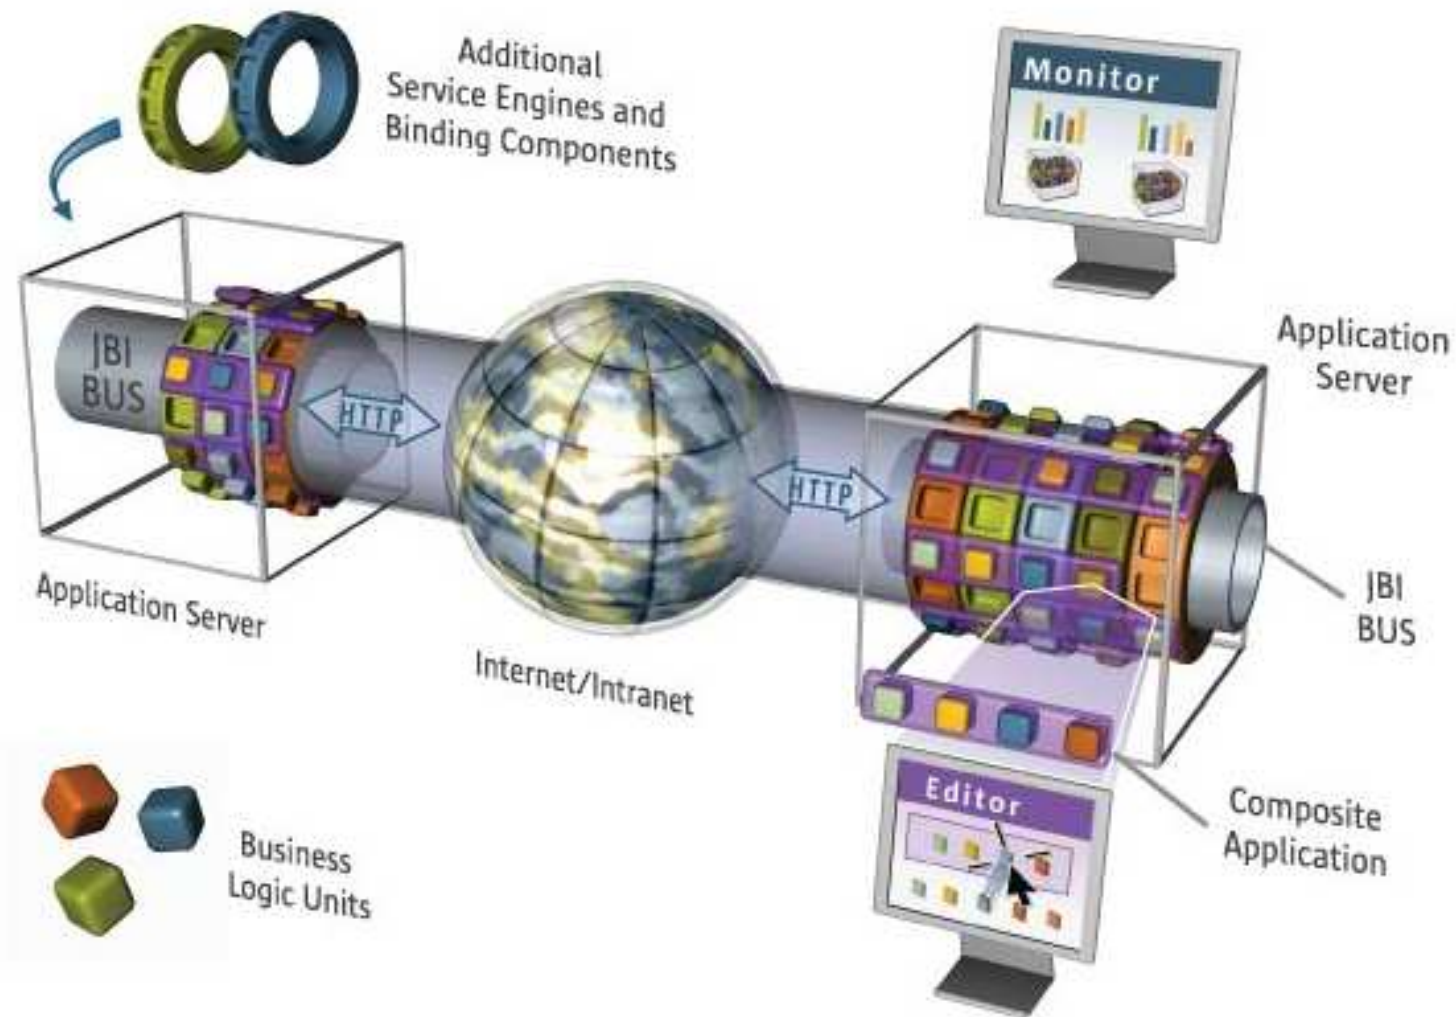 Additional
Service Engines and
Binding Components
Monitor
Application
Server
JBI
BUS
HTTP
HTTP
JBI
BUS
Application Server
Internet/Intranet
Editor
Composite
Application
Business
Logic Units